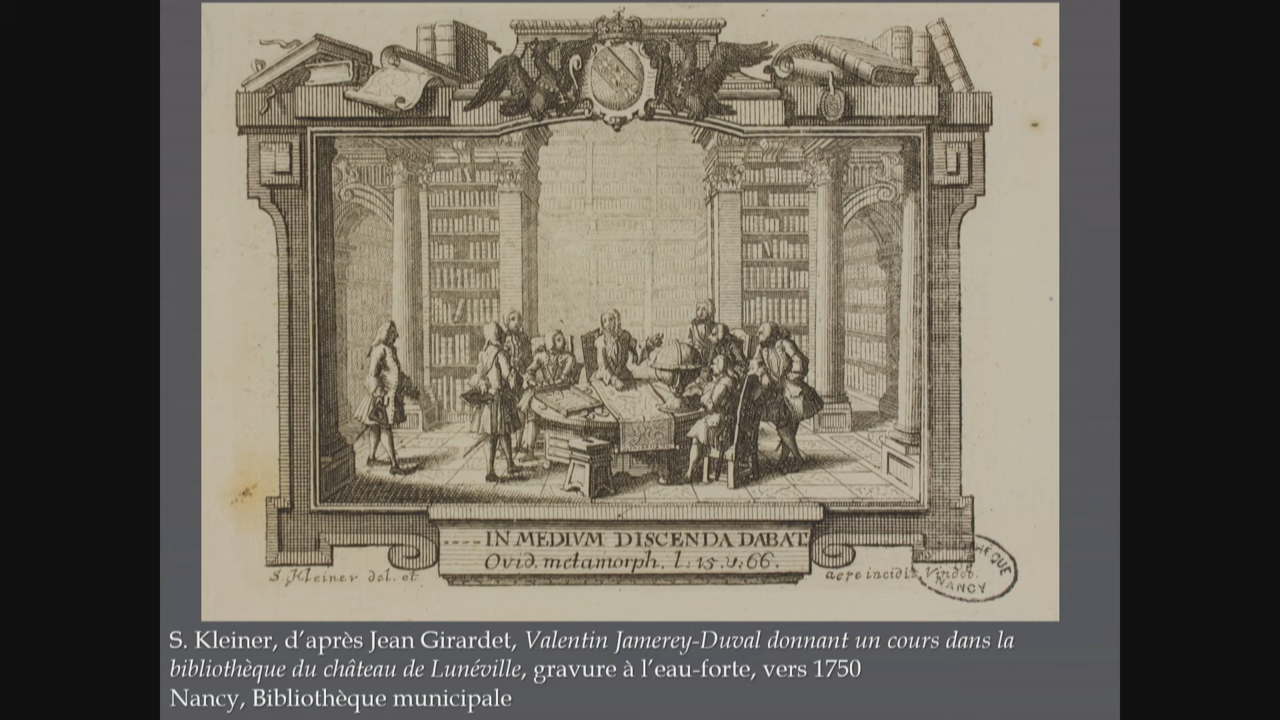 ---- IN MEDIVM DISCENDA DABAT.
Ovid. metamorph. l: 15. v: 66.
S. Kleiner del. et
aere incidit Vindob.
NANCY
S. Kleiner, d’après Jean Girardet, Valentin Jamerey-Duval donnant un cours dans la
bibliothèque du château de Lunéville, gravure à l’eau-forte, vers 1750
Nancy, Bibliothèque municipale